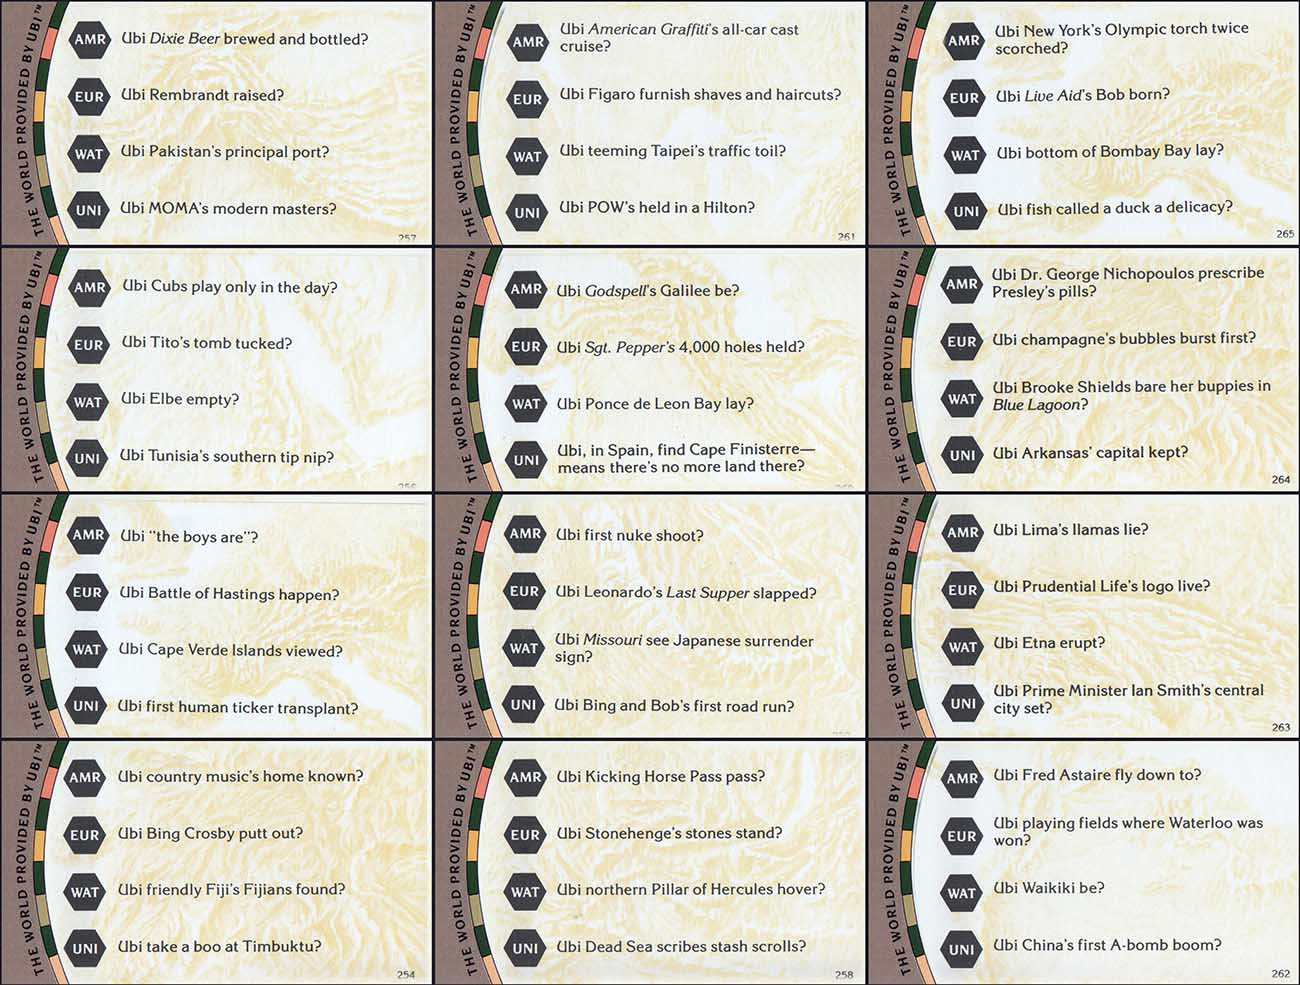 THE WORLD PROVIDED BY UBI™
AMR Ubi Dixie Beer brewed and bottled?
EUR Ubi Rembrandt raised?
WAT Ubi Pakistan's principal port?
UNI Ubi MOMA's modern masters?
257
THE WORLD PROVIDED BY UBI™
AMR Ubi American Graffiti's all-car cast
cruise?
EUR Ubi Figaro furnish shaves and haircuts?
WAT Ubi teeming Taipei's traffic toil?
UNI Ubi POW's held in a Hilton?
261
THE WORLD PROVIDED BY UBI™
AMR Ubi New York's Olympic torch twice
scorched?
EUR Ubi Live Aid's Bob born?
WAT Ubi bottom of Bombay Bay lay?
UNI Ubi fish called a duck a delicacy?
265
THE WORLD PROVIDED BY UBI™
AMR Ubi Cubs play only in the day?
EUR Ubi Tito's tomb tucked?
WAT Ubi Elbe empty?
UNI Ubi Tunisia's southern tip nip?
THE WORLD PROVIDED BY UBI™
AMR Ubi Godspell's Galilee be?
EUR Ubi Sgt. Pepper's 4,000 holes held?
WAT Ubi Ponce de Leon Bay lay?
UNI Ubi, in Spain, find Cape Finisterre—
means there's no more land there?
THE WORLD PROVIDED BY UBI™
AMR Ubi Dr. George Nichopoulos prescribe
Presley's pills?
EUR Ubi champagne's bubbles burst first?
WAT Ubi Brooke Shields bare her buppies in
Blue Lagoon?
UNI Ubi Arkansas' capital kept?
264
THE WORLD PROVIDED BY UBI™
AMR Ubi "the boys are"?
EUR Ubi Battle of Hastings happen?
WAT Ubi Cape Verde Islands viewed?
UNI Ubi first human ticker transplant?
THE WORLD PROVIDED BY UBI™
AMR Ubi first nuke shoot?
EUR Ubi Leonardo's Last Supper slapped?
WAT Ubi Missouri see Japanese surrender
sign?
UNI Ubi Bing and Bob's first road run?
THE WORLD PROVIDED BY UBI™
AMR Ubi Lima's llamas lie?
EUR Ubi Prudential Life's logo live?
WAT Ubi Etna erupt?
UNI Ubi Prime Minister Ian Smith's central
city set?
263
THE WORLD PROVIDED BY UBI™
AMR Ubi country music's home known?
EUR Ubi Bing Crosby putt out?
WAT Ubi friendly Fiji's Fijians found?
UNI Ubi take a boo at Timbuktu?
254
THE WORLD PROVIDED BY UBI™
AMR Ubi Kicking Horse Pass pass?
EUR Ubi Stonehenge's stones stand?
WAT Ubi northern Pillar of Hercules hover?
UNI Ubi Dead Sea scribes stash scrolls?
258
THE WORLD PROVIDED BY UBI™
AMR Ubi Fred Astaire fly down to?
EUR Ubi playing fields where Waterloo was
won?
WAT Ubi Waikiki be?
UNI Ubi China's first A-bomb boom?
262